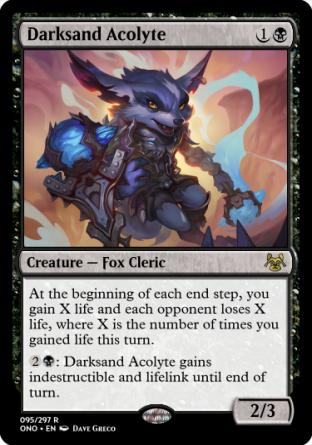 Darksand Acolyte 1
Creature — Fox Cleric
At the beginning of each end step, you
gain X life and each opponent loses X
life, where X is the number of times you
gained life this turn.
2 : Darksand Acolyte gains
indestructible and lifelink until end of
turn.
095/297 R
ONO • EN Dave Greco
2/3